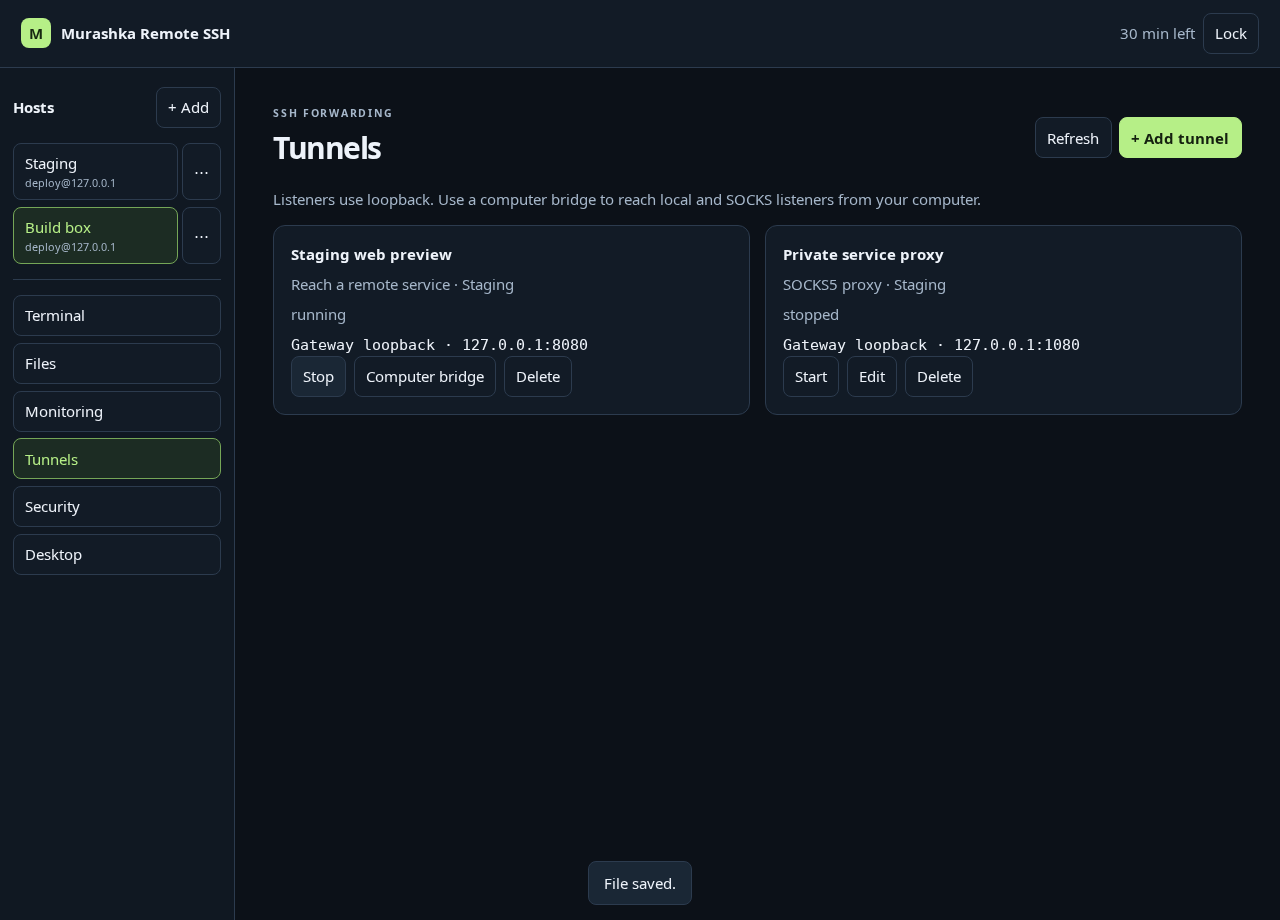 M Murashka Remote SSH
30 min left Lock
Hosts + Add
Staging
deploy@127.0.0.1
...
Build box
deploy@127.0.0.1
...
Terminal
Files
Monitoring
Tunnels
Security
Desktop
SSH FORWARDING
Tunnels
Refresh + Add tunnel
Listeners use loopback. Use a computer bridge to reach local and SOCKS listeners from your computer.
Staging web preview
Reach a remote service · Staging
running
Gateway loopback · 127.0.0.1:8080
Stop Computer bridge Delete
Private service proxy
SOCKS5 proxy · Staging
stopped
Gateway loopback · 127.0.0.1:1080
Start Edit Delete
File saved.